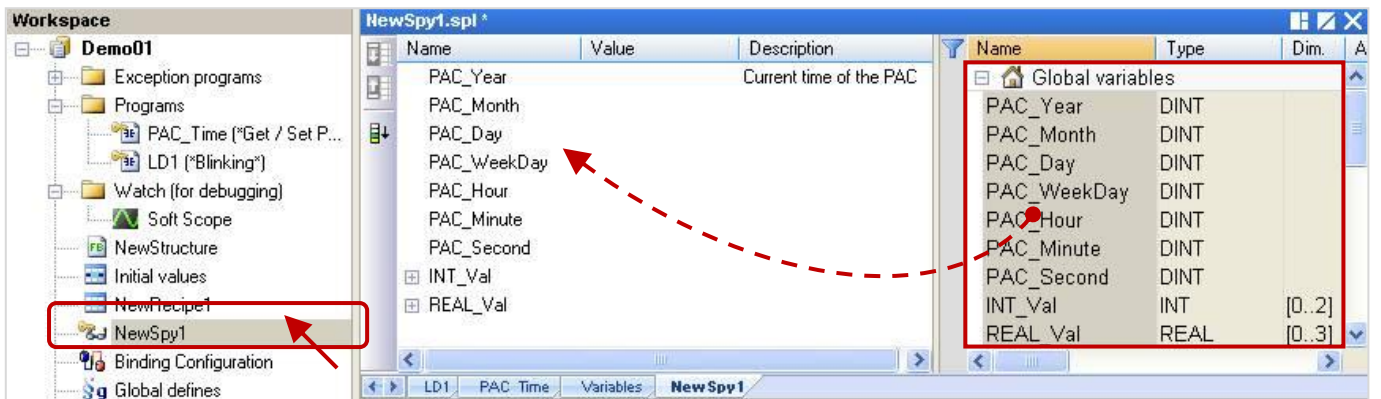 Workspace
Demo01
Exception programs
Programs
PAC_Time (*Get / Set P...
LD1 (*Blinking*)
Watch (for debugging)
Soft Scope
NewStructure
Initial values
NewRecipe1
NewSpy1
Binding Configuration
Global defines
NewSpy1.spl *
Name Value Description
PAC_Year Current time of the PAC
PAC_Month
PAC_Day
PAC_WeekDay
PAC_Hour
PAC_Minute
PAC_Second
INT_Val
REAL_Val
LD1 PAC_Time Variables NewSpy1
Name Type Dim. A
Global variables
PAC_Year DINT
PAC_Month DINT
PAC_Day DINT
PAC_WeekDay DINT
PAC_Hour DINT
PAC_Minute DINT
PAC_Second DINT
INT_Val INT [0..2]
REAL_Val REAL [0..3]